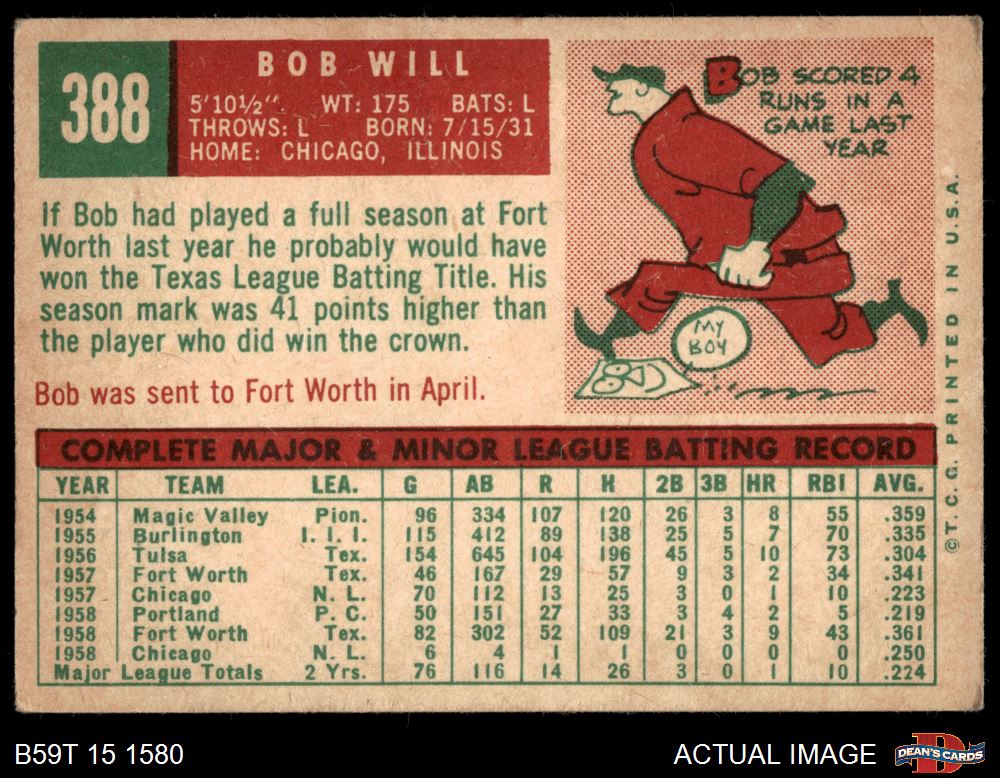 388
BOB WILL
5'10½" WT: 175 BATS: L
THROWS: L BORN: 7/15/31
HOME: CHICAGO, ILLINOIS
If Bob had played a full season at Fort
Worth last year he probably would have
won the Texas League Batting Title. His
season mark was 41 points higher than
the player who did win the crown.
Bob was sent to Fort Worth in April.
BOB SCORED 4
RUNS IN A
GAME LAST
YEAR
MY
BOY
©T. C. G. PRINTED IN U.S.A.
COMPLETE MAJOR & MINOR LEAGUE BATTING RECORD
YEAR TEAM LEA. G AB R H 2B 3B HR RBI AVG.
1954 Magic Valley Pion. 96 334 107 120 26 3 8 55 .359
1955 Burlington I. I. I. 115 412 89 138 25 5 7 70 .335
1956 Tulsa Tex. 154 645 104 196 45 5 10 73 .304
1957 Fort Worth Tex. 46 167 29 57 9 3 2 34 .341
1957 Chicago N. L. 70 112 13 25 3 0 1 10 .223
1958 Portland P. C. 50 151 27 33 3 4 2 5 .219
1958 Fort Worth Tex. 82 302 52 109 21 3 9 43 .361
1958 Chicago N. L. 6 4 1 1 0 0 0 0 .250
Major League Totals 2 Yrs. 76 116 14 26 3 0 1 10 .224
B59T 15 1580
ACTUAL IMAGE
DEAN'S CARDS